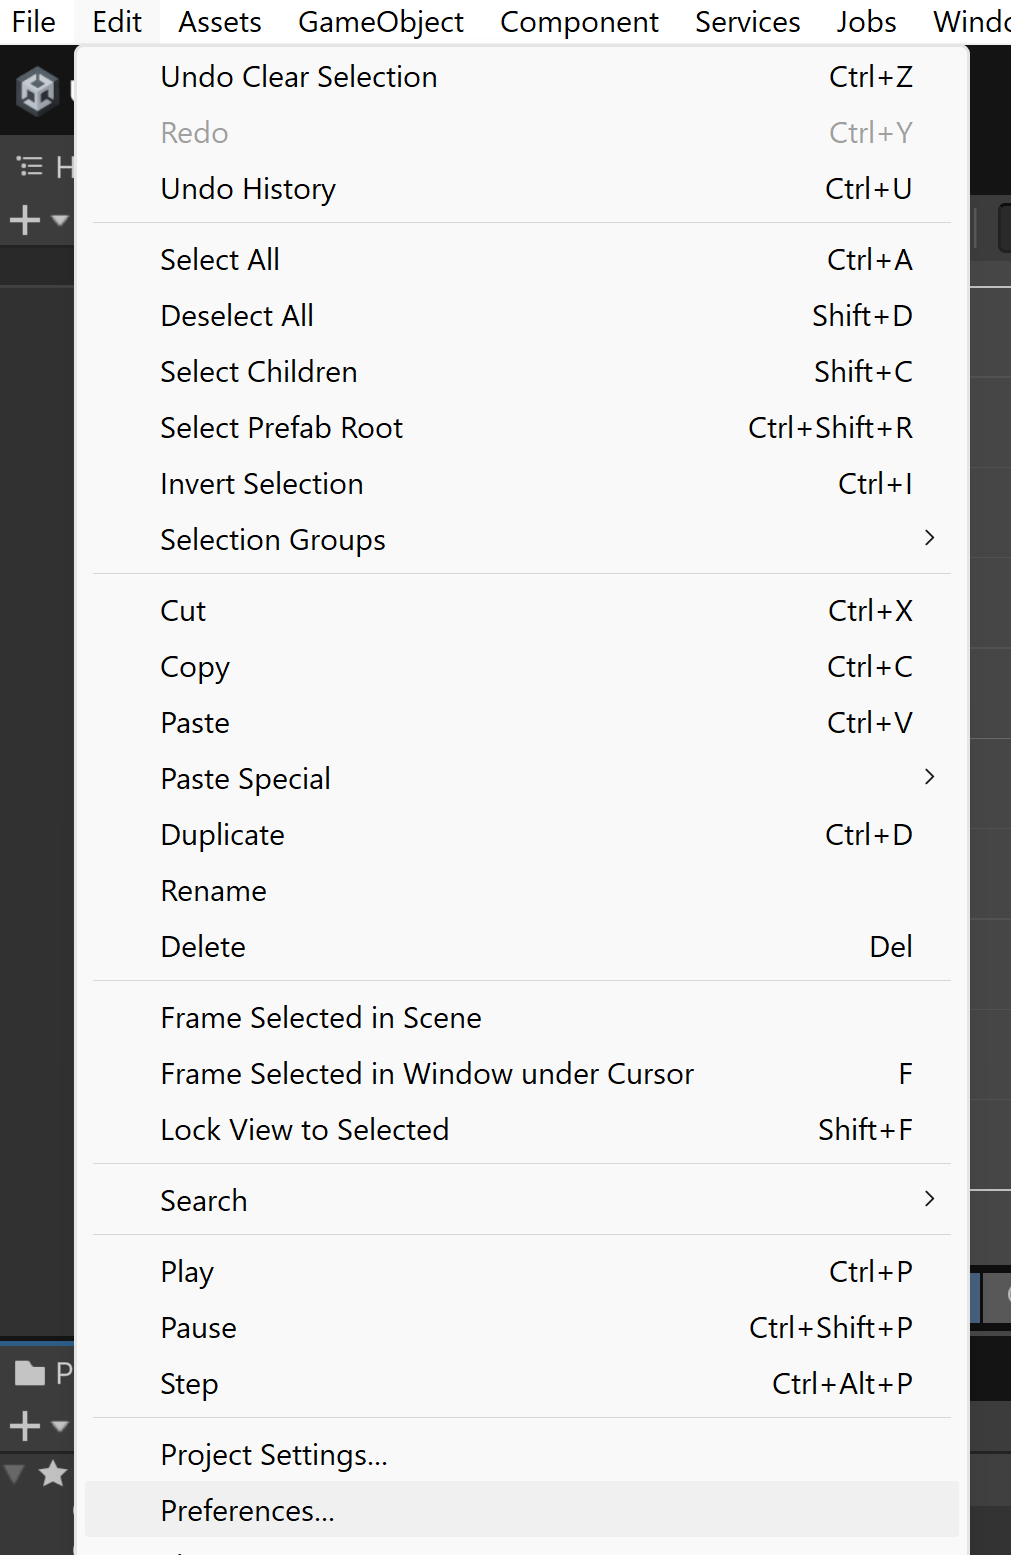 File Edit Assets GameObject Component Services Jobs
Undo Clear Selection Ctrl+Z
Redo Ctrl+Y
Undo History Ctrl+U
Select All Ctrl+A
Deselect All Shift+D
Select Children Shift+C
Select Prefab Root Ctrl+Shift+R
Invert Selection Ctrl+I
Selection Groups
Cut Ctrl+X
Copy Ctrl+C
Paste Ctrl+V
Paste Special
Duplicate Ctrl+D
Rename
Delete Del
Frame Selected in Scene
Frame Selected in Window under Cursor F
Lock View to Selected Shift+F
Search
Play Ctrl+P
Pause Ctrl+Shift+P
Step Ctrl+Alt+P
Project Settings...
Preferences...